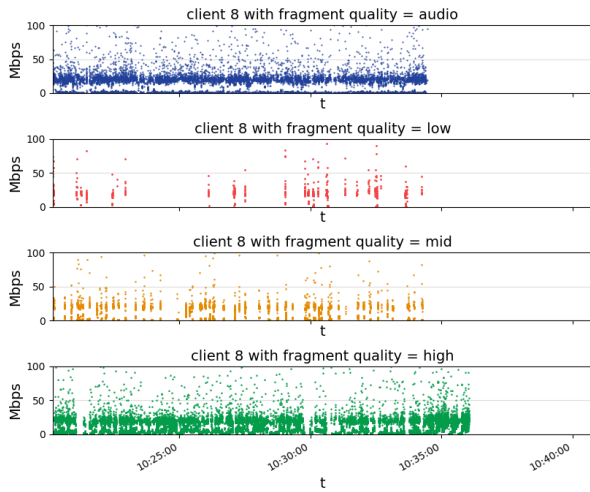 client 8 with fragment quality = audio
Mbps
100
50
0
t
client 8 with fragment quality = low
Mbps
100
50
0
t
client 8 with fragment quality = mid
Mbps
100
50
0
t
client 8 with fragment quality = high
Mbps
100
50
0
10:25:00
10:30:00
10:35:00
10:40:00
t